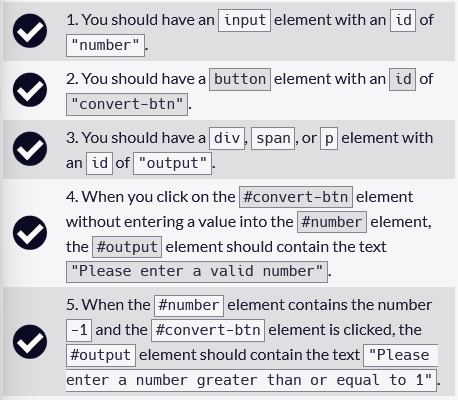 1. You should have an input element with an id of
"number".
2. You should have a button element with an id of
"convert-btn".
3. You should have a div, span, or p element with
an id of "output".
4. When you click on the #convert-btn element
without entering a value into the #number element,
the #output element should contain the text
"Please enter a valid number".
5. When the #number element contains the number
-1 and the #convert-btn element is clicked, the
#output element should contain the text "Please
enter a number greater than or equal to 1".